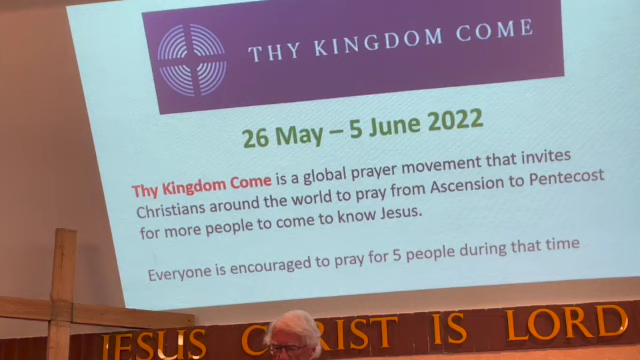 THY KINGDOM COME
26 May – 5 June 2022
Thy Kingdom Come is a global prayer movement that invites
Christians around the world to pray from Ascension to Pentecost
for more people to come to know Jesus.
Everyone is encouraged to pray for 5 people during that time
JESUS CHRIST IS LORD